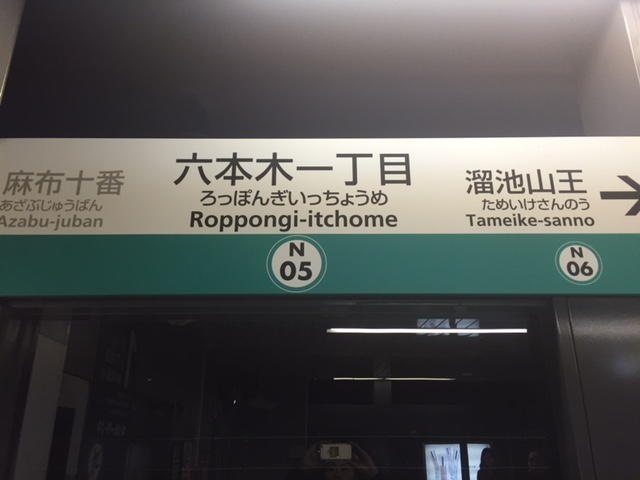 麻布十番
あざぶじゅうばん
Azabu-juban
六本木一丁目
ろっぽんぎいっちょうめ
Roppongi-itchome
N
05
溜池山王
ためいけさんのう
Tameike-sanno
N
06